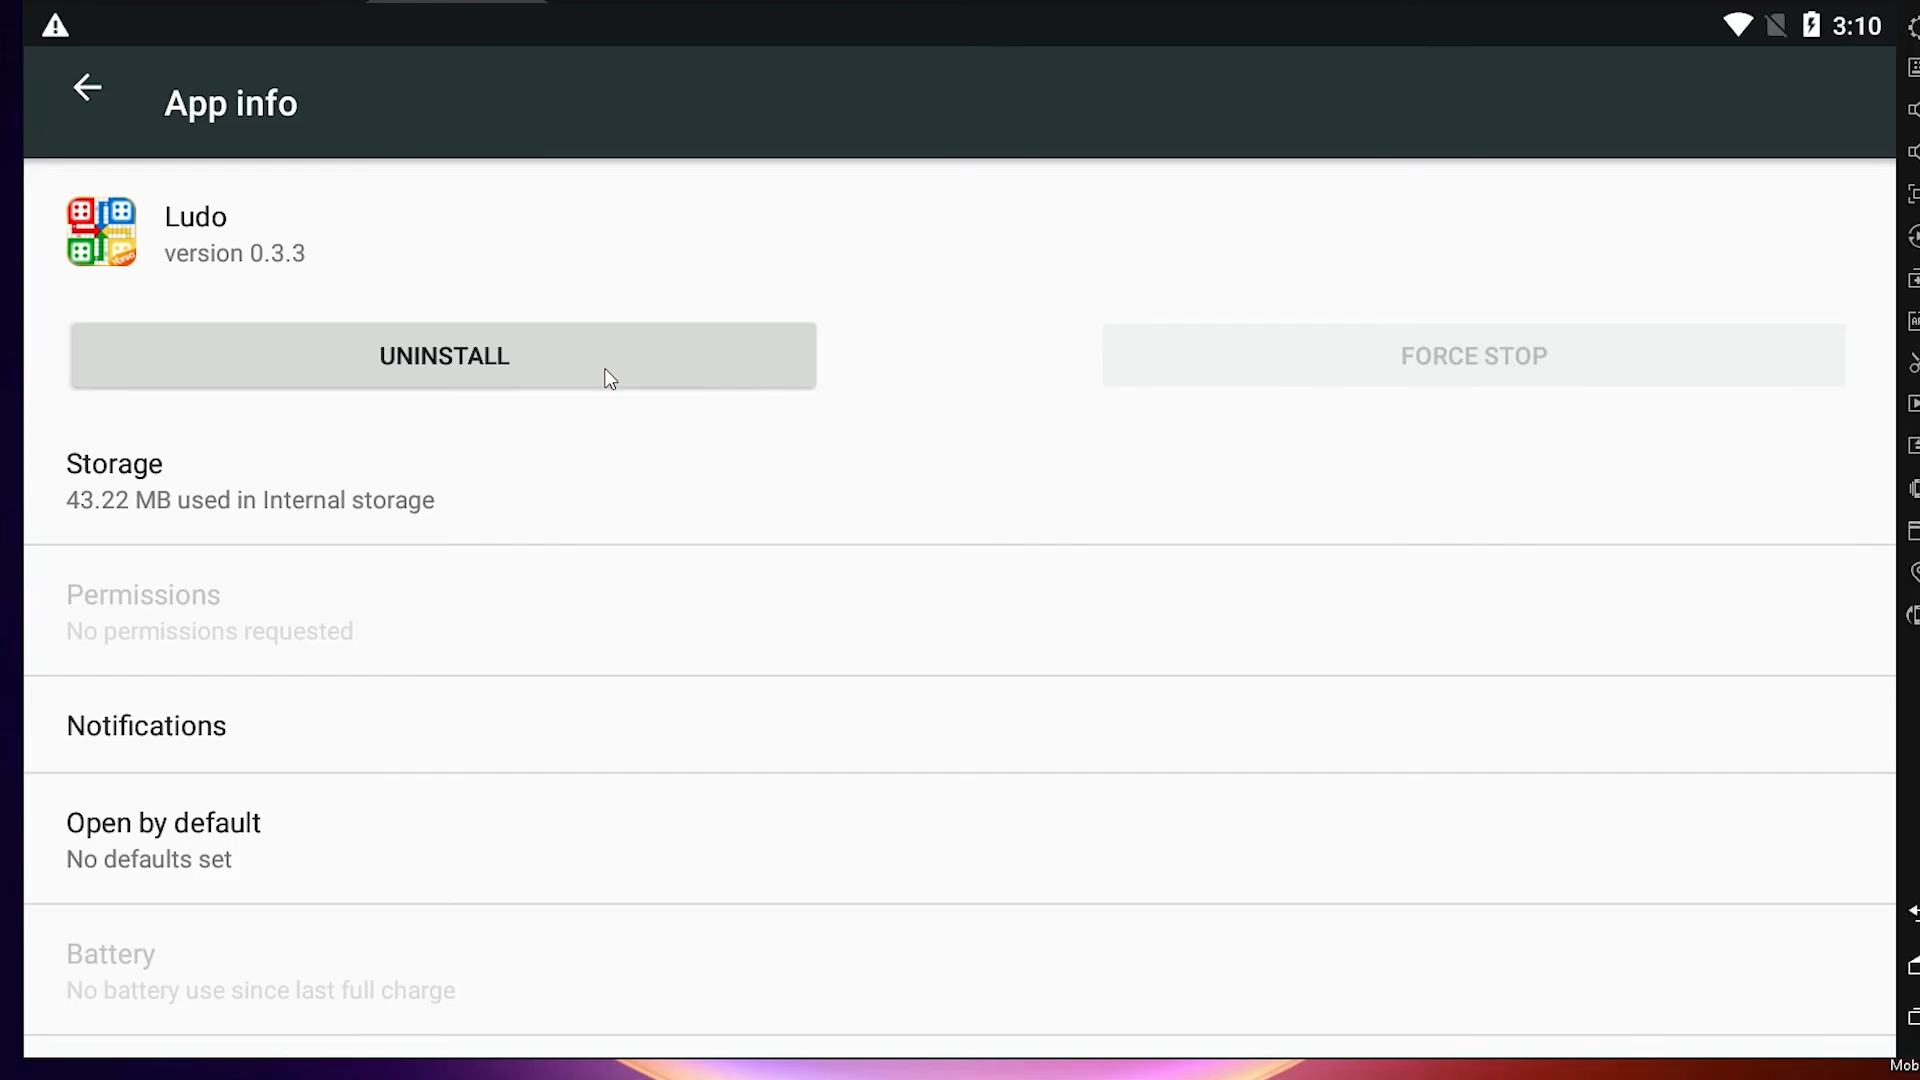 3:10
App info
Ludo
version 0.3.3
UNINSTALL
FORCE STOP
Storage
43.22 MB used in Internal storage
Permissions
No permissions requested
Notifications
Open by default
No defaults set
Battery
No battery use since last full charge
Mob